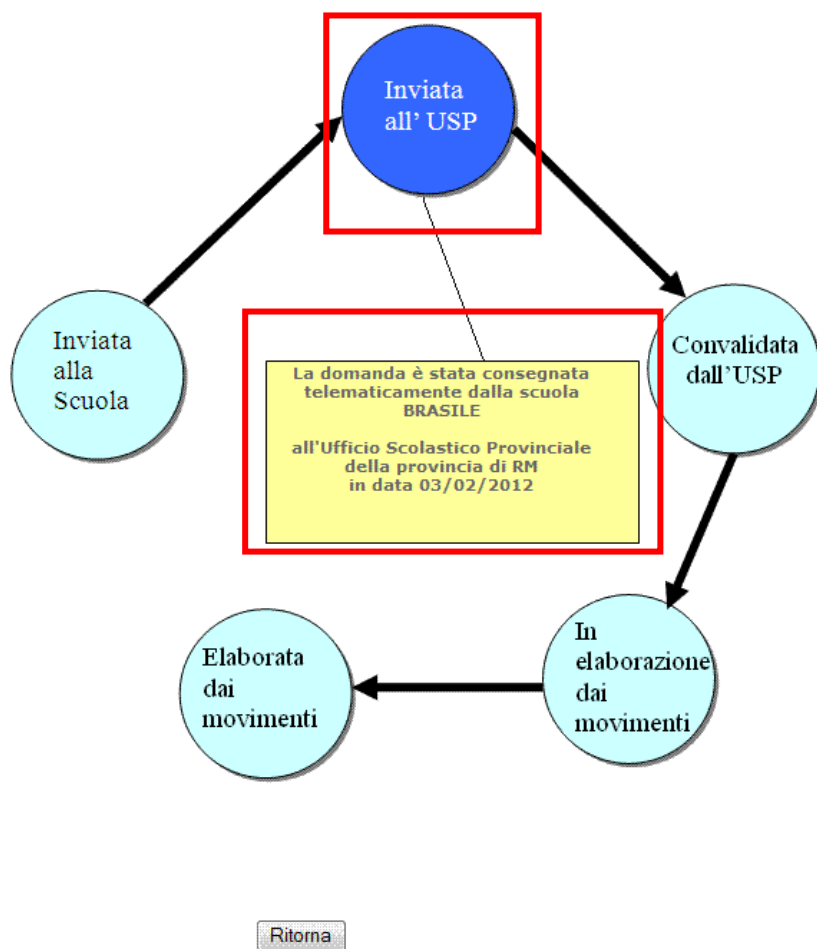 Inviata
all' USP
Inviata
alla
Scuola
Convalidata
dall'USP
La domanda è stata consegnata
telematicamente dalla scuola
BRASILE
all'Ufficio Scolastico Provinciale
della provincia di RM
in data 03/02/2012
In
elaborazione
dai
movimenti
Elaborata
dai
movimenti
Ritorna